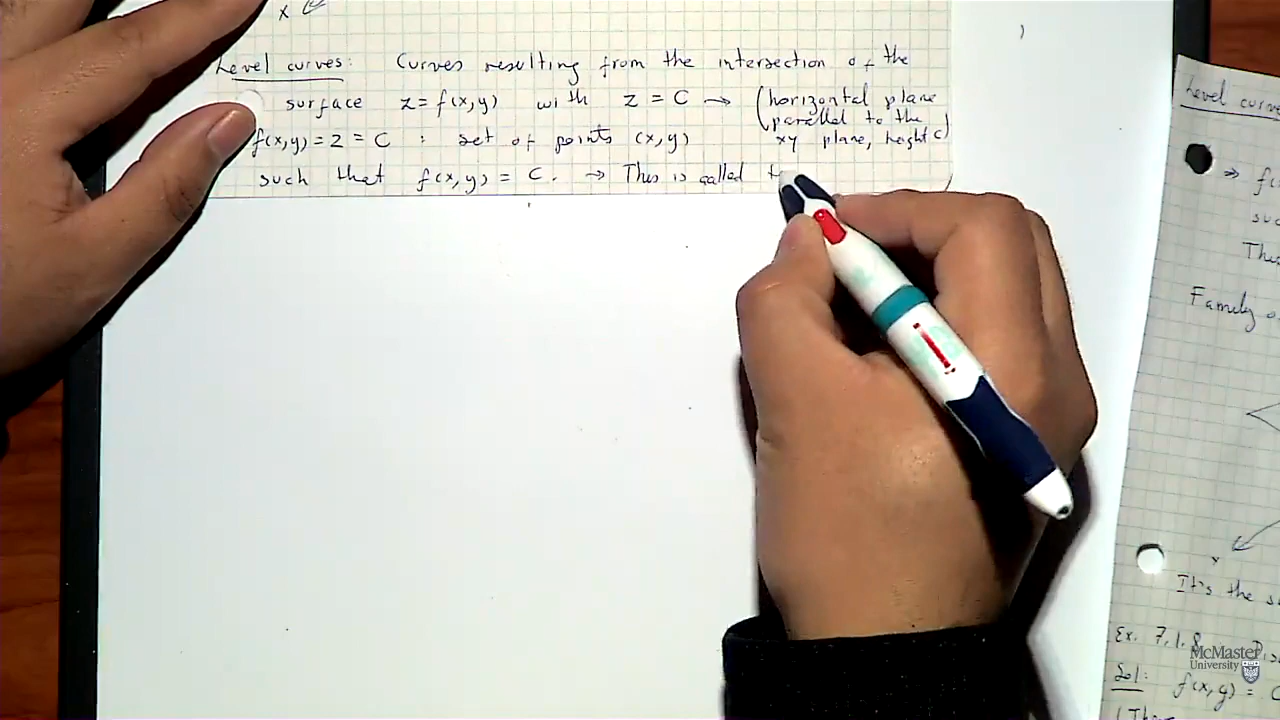 x
Level curves: Curves resulting from the intersection of the
surface z = f(x,y) with z = C → (horizontal plane
parallel to the
xy plane, height C)
f(x,y) = z = C : set of points (x,y)
such that f(x,y) = C. → This is called
Level curve
⇒ f(
suc
This
Family o
x
It's the s
Ex. 7.1.8
Sol: f(x,y) = C
McMaster
University